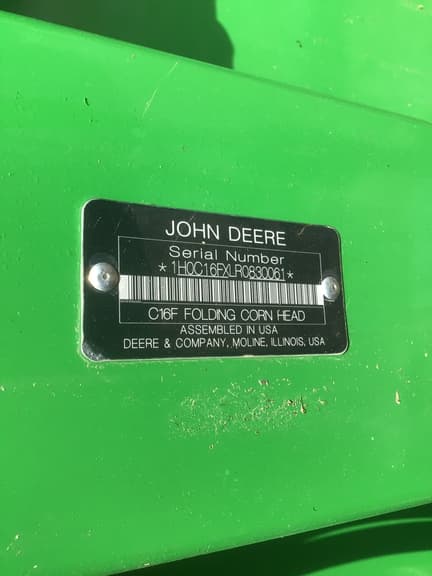 JOHN DEERE
Serial Number
*1H0C16FXLR0830061*
C16F FOLDING CORN HEAD
ASSEMBLED IN USA
DEERE & COMPANY, MOLINE, ILLINOIS, USA